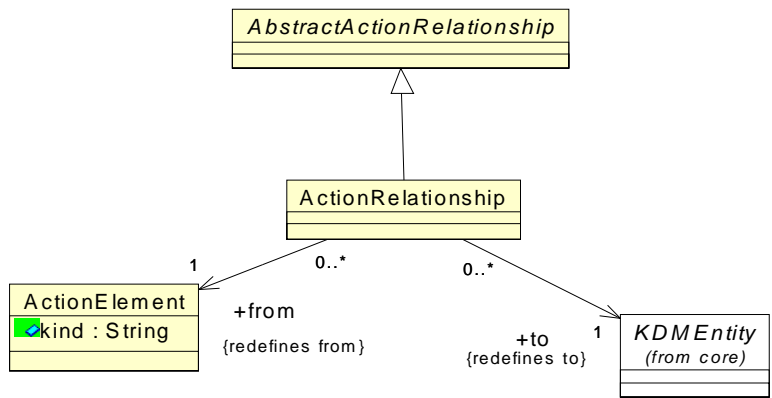 AbstractActionRelationship
ActionRelationship
1
0..*
0..*
ActionElement
kind : String
+from
{redefines from}
+to
{redefines to}
1
KDMEntity
(from core)